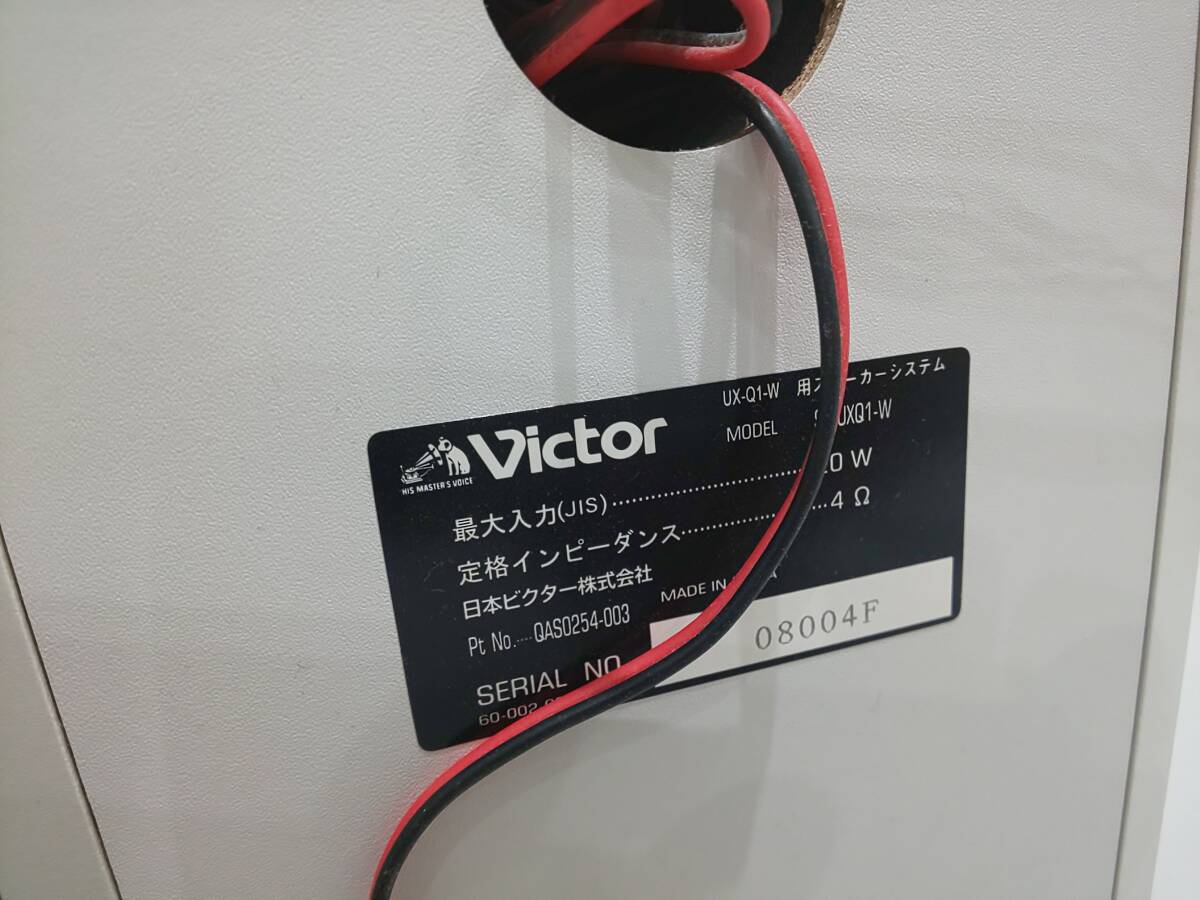 HIS MASTER'S VOICE
Victor
UX-Q1-W
MODEL
最大入力(JIS) W
定格インピーダンス 4 Ω
日本ビクター株式会社
Pt No. QAS0254-003
MADE IN
SERIAL NO
08004F
60-002